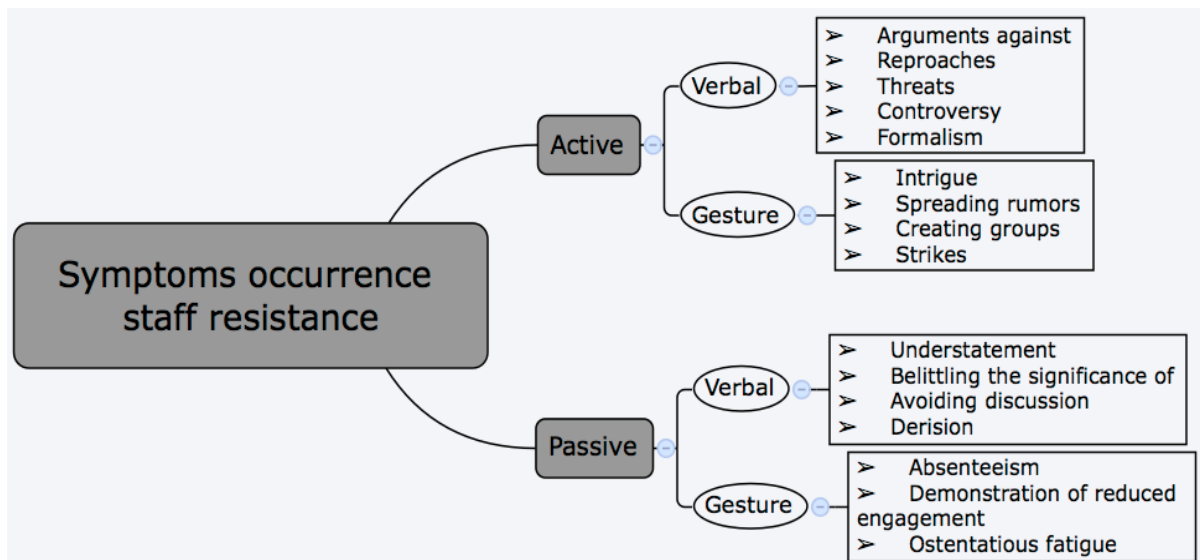 Symptoms occurrence
staff resistance
Active
Verbal
➢ Arguments against
➢ Reproaches
➢ Threats
➢ Controversy
➢ Formalism
Gesture
➢ Intrigue
➢ Spreading rumors
➢ Creating groups
➢ Strikes
Passive
Verbal
➢ Understatement
➢ Belittling the significance of
➢ Avoiding discussion
➢ Derision
Gesture
➢ Absenteeism
➢ Demonstration of reduced
engagement
➢ Ostentatious fatigue